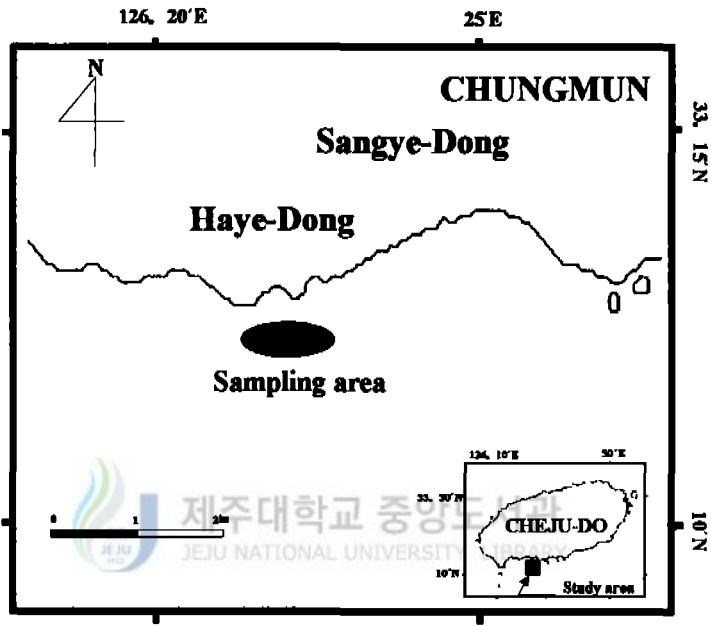 126. 20'E
25'E
N
CHUNGMUN
33. 15'N
Sangye-Dong
Haye-Dong
Sampling area
0 1 2km
10'N
126. 10'E
50'E
33. 30'N
CHEJU-DO
10'N
Study area
제주대학교 중앙도서관
JEJU NATIONAL UNIVERSITY LIBRARY
JEJU
1952